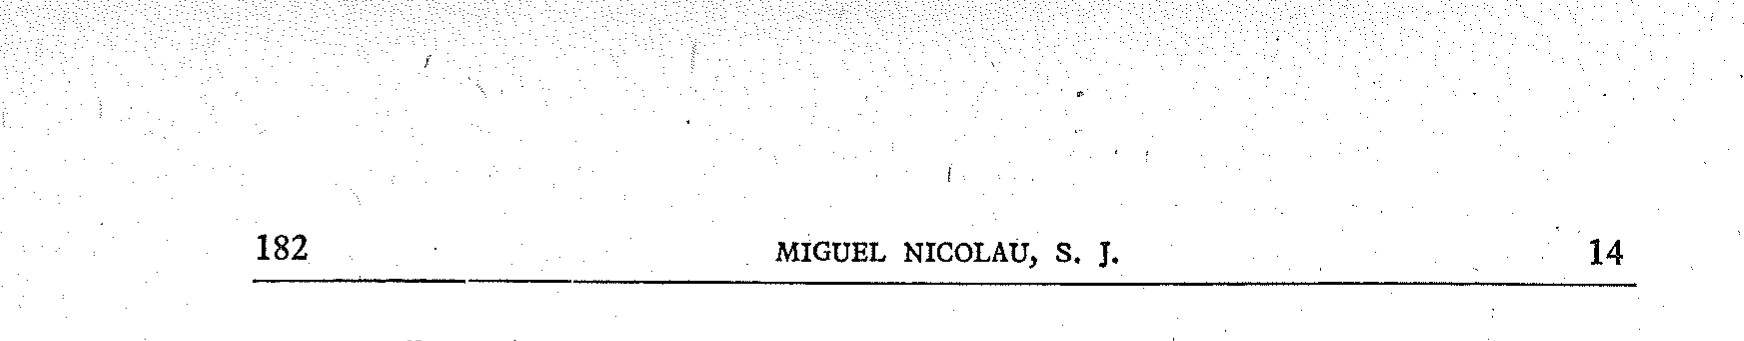 182 MIGUEL NICOLAU, S. J. 14